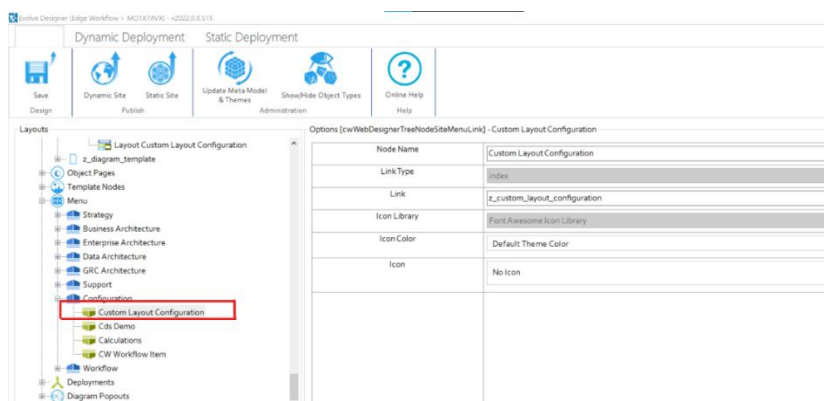 Evolve Designer (Edge Workflow > MO1X7AVX) - v2022.0.8.515
Dynamic Deployment Static Deployment
Save
Dynamic Site
Static Site
Update Meta Model & Themes
Show/Hide Object Types
Online Help
Design
Publish
Administration
Help
Layouts
Layout Custom Layout Configuration
z_diagram_template
Object Pages
Template Nodes
Menu
Strategy
Business Architecture
Enterprise Architecture
Data Architecture
GRC Architecture
Support
Configuration
Custom Layout Configuration
Cds Demo
Calculations
CW Workflow Item
Workflow
Deployments
Diagram Popouts
Options [cwWebDesignerTreeNodeSiteMenuLink] - Custom Layout Configuration
Node Name Custom Layout Configuration
Link Type index
Link z_custom_layout_configuration
Icon Library Font Awesome Icon Library
Icon Color Default Theme Color
Icon No Icon